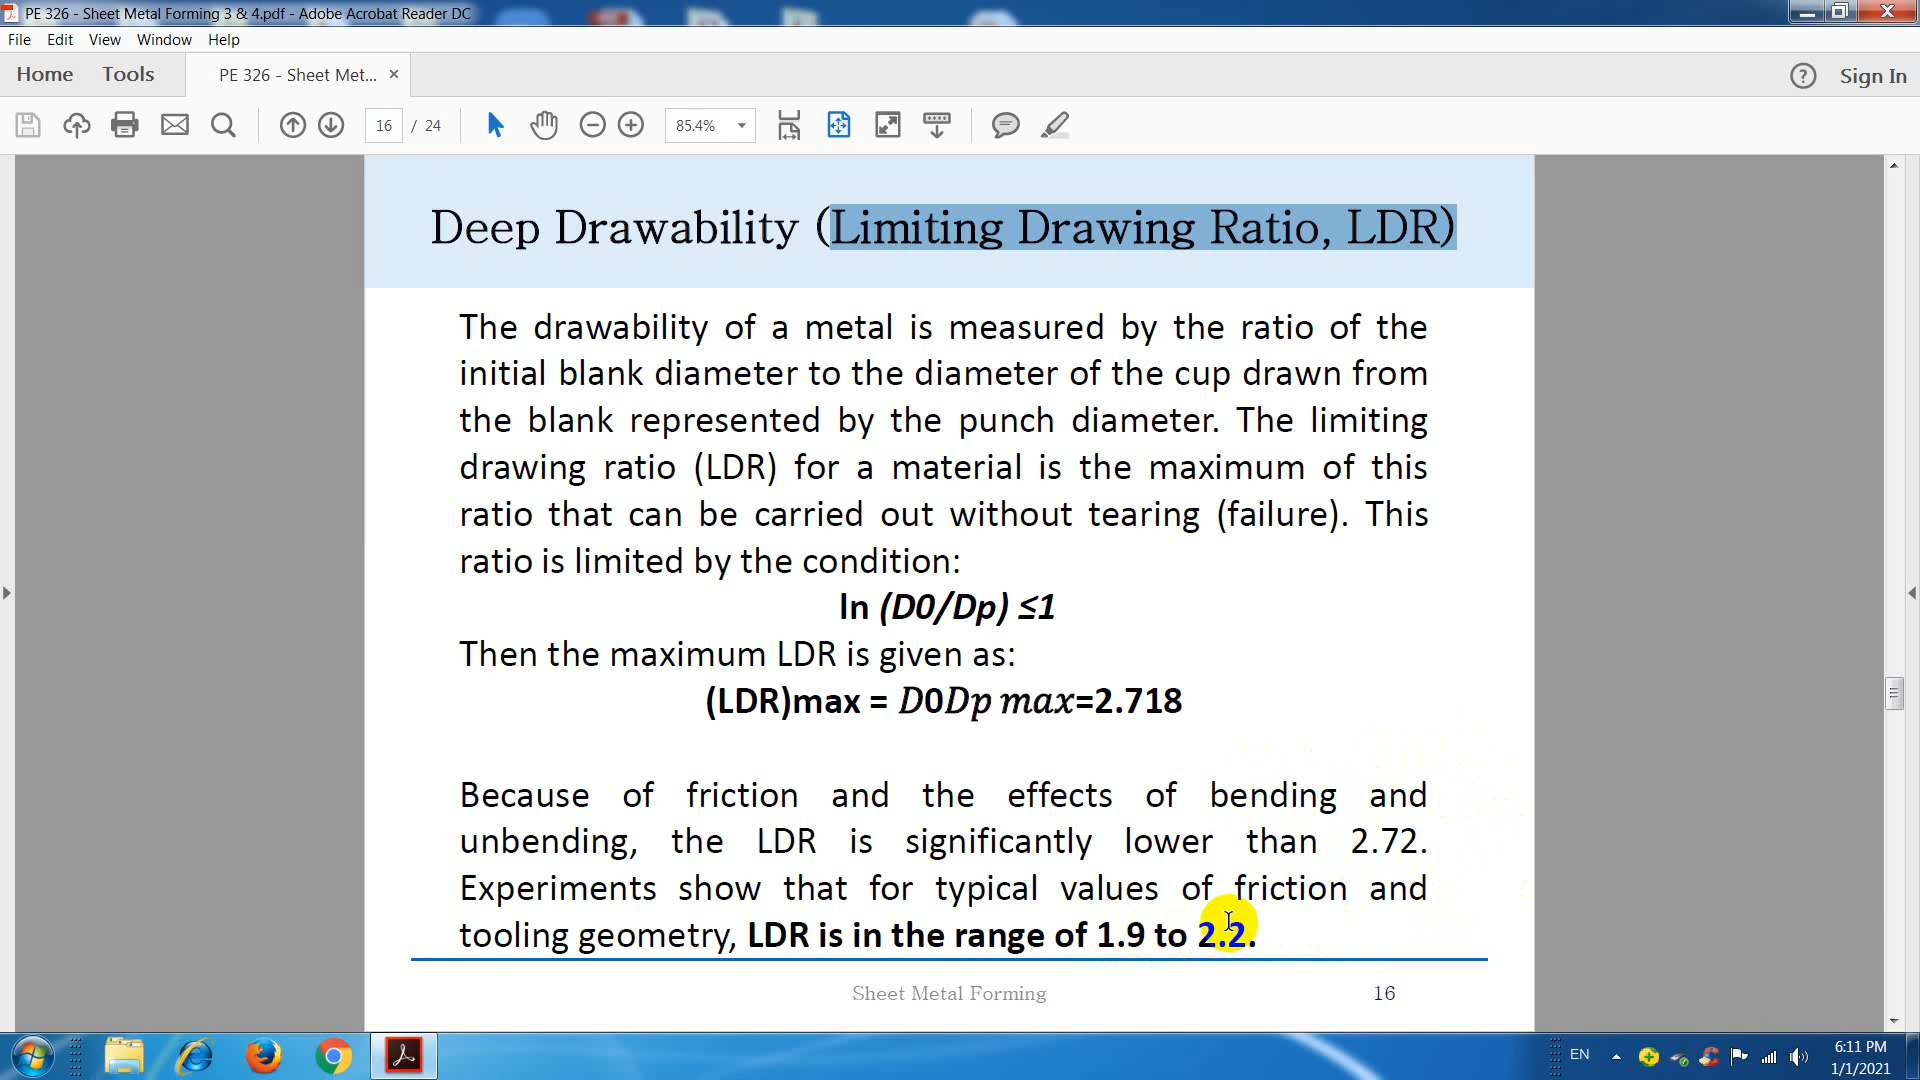 PE 326 - Sheet Metal Forming 3 & 4.pdf - Adobe Acrobat Reader DC
File Edit View Window Help
Home Tools PE 326 - Sheet Met... × ? Sign In
16 / 24 85.4%
Deep Drawability (Limiting Drawing Ratio, LDR)
The drawability of a metal is measured by the ratio of the
initial blank diameter to the diameter of the cup drawn from
the blank represented by the punch diameter. The limiting
drawing ratio (LDR) for a material is the maximum of this
ratio that can be carried out without tearing (failure). This
ratio is limited by the condition:
ln (D0/Dp) ≤1
Then the maximum LDR is given as:
(LDR)max = D0Dp max=2.718
Because of friction and the effects of bending and
unbending, the LDR is significantly lower than 2.72.
Experiments show that for typical values of friction and
tooling geometry, LDR is in the range of 1.9 to 2.2.
Sheet Metal Forming 16
EN 6:11 PM
1/1/2021